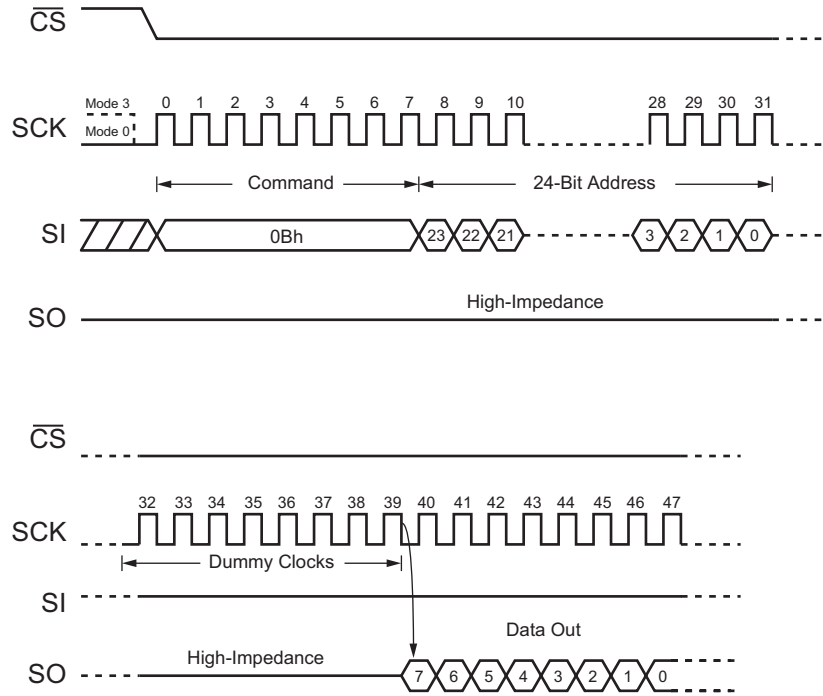 CS
Mode 3 0 1 2 3 4 5 6 7 8 9 10 28 29 30 31
SCK
Mode 0
Command 24-Bit Address
SI 0Bh 23 22 21 3 2 1 0
High-Impedance
SO
CS
32 33 34 35 36 37 38 39 40 41 42 43 44 45 46 47
SCK
Dummy Clocks
SI
Data Out
High-Impedance
SO 7 6 5 4 3 2 1 0